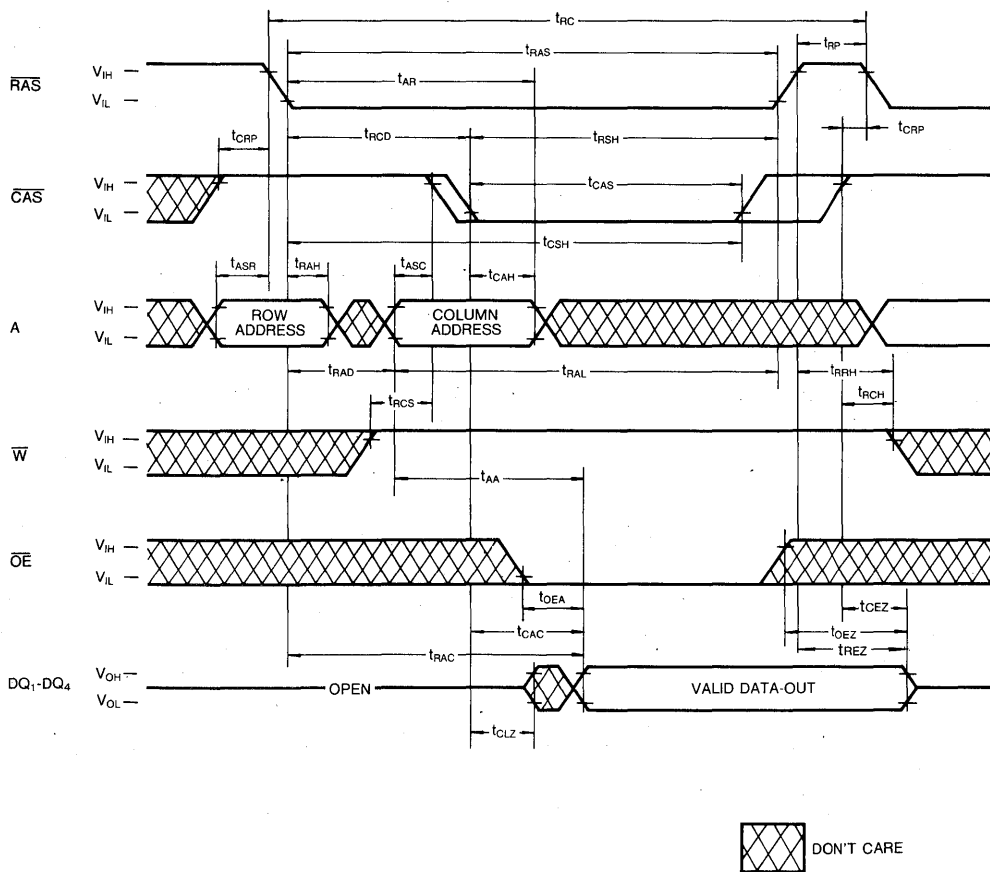 tRC
tRAS
tRP
RAS
VIH
VIL
tAR
tCRP
tRCD
tRSH
tCRP
CAS
VIH
VIL
tCAS
tCSH
tASR
tRAH
tASC
tCAH
A
VIH
VIL
ROW
ADDRESS
COLUMN
ADDRESS
tRAD
tRAL
tRRH
tRCS
tRCH
W
VIH
VIL
tAA
OE
VIH
VIL
tOEA
tCEZ
tCAC
tOEZ
tRAC
tREZ
DQ1-DQ4
VOH
VOL
OPEN
VALID DATA-OUT
tCLZ
DON'T CARE